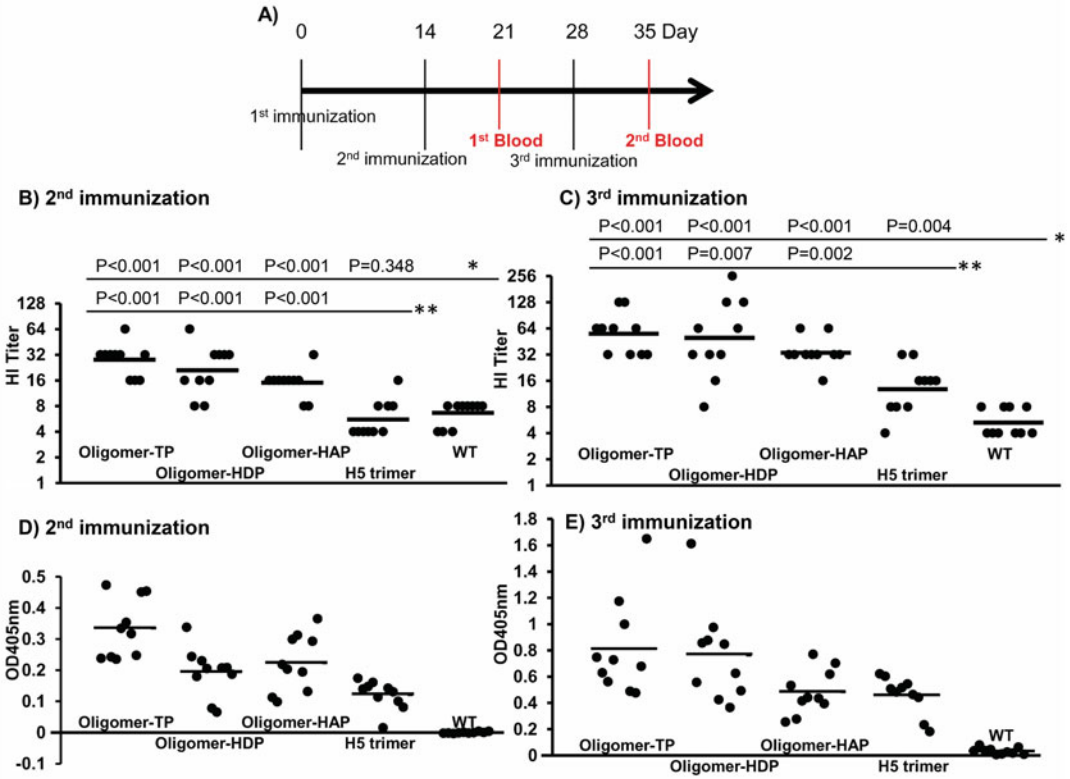 A)
0 14 21 28 35 Day
1st immunization
1st Blood 2nd Blood
2nd immunization 3rd immunization
B) 2nd immunization
P<0.001 P<0.001 P<0.001 P=0.348 *
P<0.001 P<0.001 P<0.001 **
HI Titer
128
64
32
16
8
4
2
1
Oligomer-TP Oligomer-HAP WT
Oligomer-HDP H5 trimer
C) 3rd immunization
P<0.001 P<0.001 P<0.001 P=0.004 *
P<0.001 P=0.007 P=0.002 **
HI Titer
256
128
64
32
16
8
4
2
1
Oligomer-TP Oligomer-HAP WT
Oligomer-HDP H5 trimer
D) 2nd immunization
OD405nm
0.5
0.4
0.3
0.2
0.1
0
-0.1
Oligomer-TP Oligomer-HAP WT
Oligomer-HDP H5 trimer
E) 3rd immunization
OD405nm
1.8
1.6
1.4
1.2
1
0.8
0.6
0.4
0.2
0
Oligomer-TP Oligomer-HAP WT
Oligomer-HDP H5 trimer